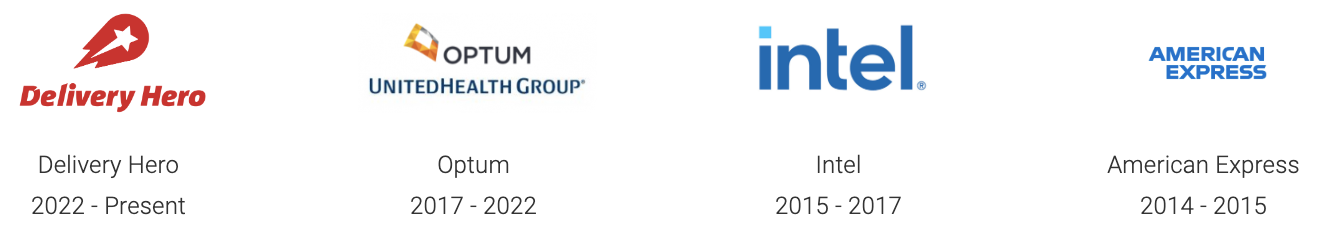 Delivery Hero
OPTUM
UNITEDHEALTH GROUP®
intel®
AMERICAN
EXPRESS
Delivery Hero
2022 - Present
Optum
2017 - 2022
Intel
2015 - 2017
American Express
2014 - 2015